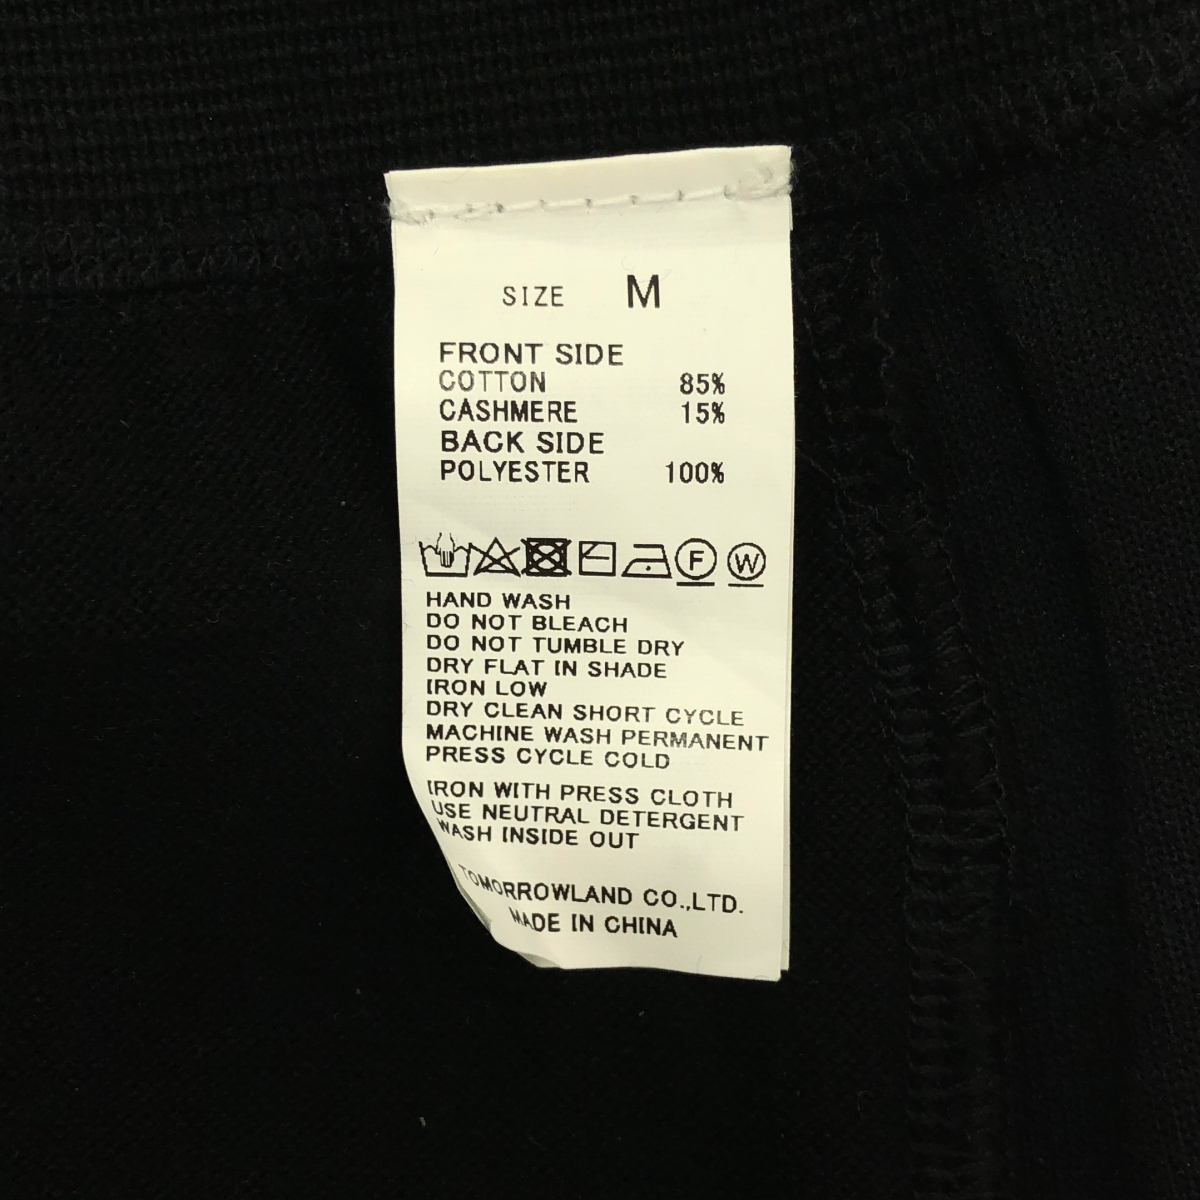 SIZE M
FRONT SIDE
COTTON 85%
CASHMERE 15%
BACK SIDE
POLYESTER 100%
F W
HAND WASH
DO NOT BLEACH
DO NOT TUMBLE DRY
DRY FLAT IN SHADE
IRON LOW
DRY CLEAN SHORT CYCLE
MACHINE WASH PERMANENT
PRESS CYCLE COLD
IRON WITH PRESS CLOTH
USE NEUTRAL DETERGENT
WASH INSIDE OUT
TOMORROWLAND CO.,LTD.
MADE IN CHINA